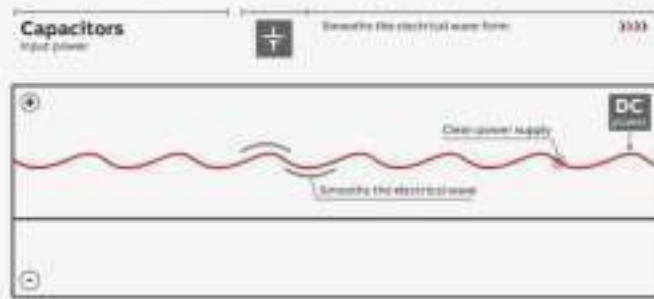 Capacitors
Input power
Smooths the electrical wave form
DC
Clean power supply
Smooths the electrical wave